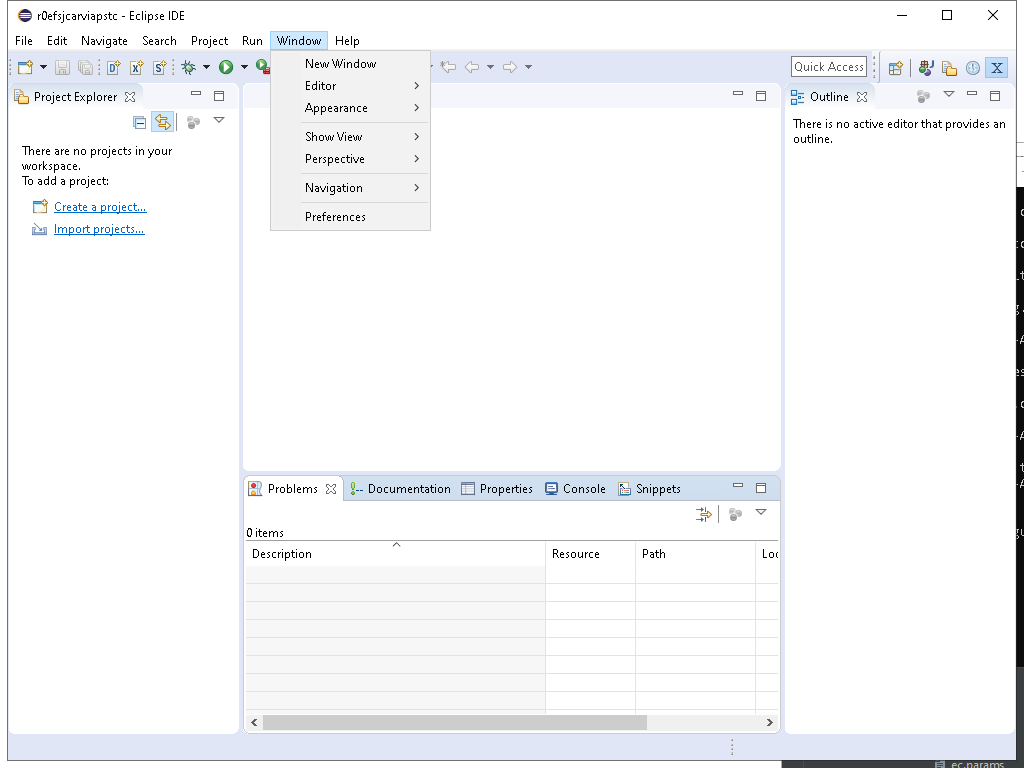 r0efsjcarviapstc - Eclipse IDE
File Edit Navigate Search Project Run Window Help
Quick Access
New Window
Editor
Appearance
Show View
Perspective
Navigation
Preferences
Project Explorer
There are no projects in your
workspace.
To add a project:
Create a project...
Import projects...
Outline
There is no active editor that provides an
outline.
Problems Documentation Properties Console Snippets
0 items
Description Resource Path Loc
ec.params